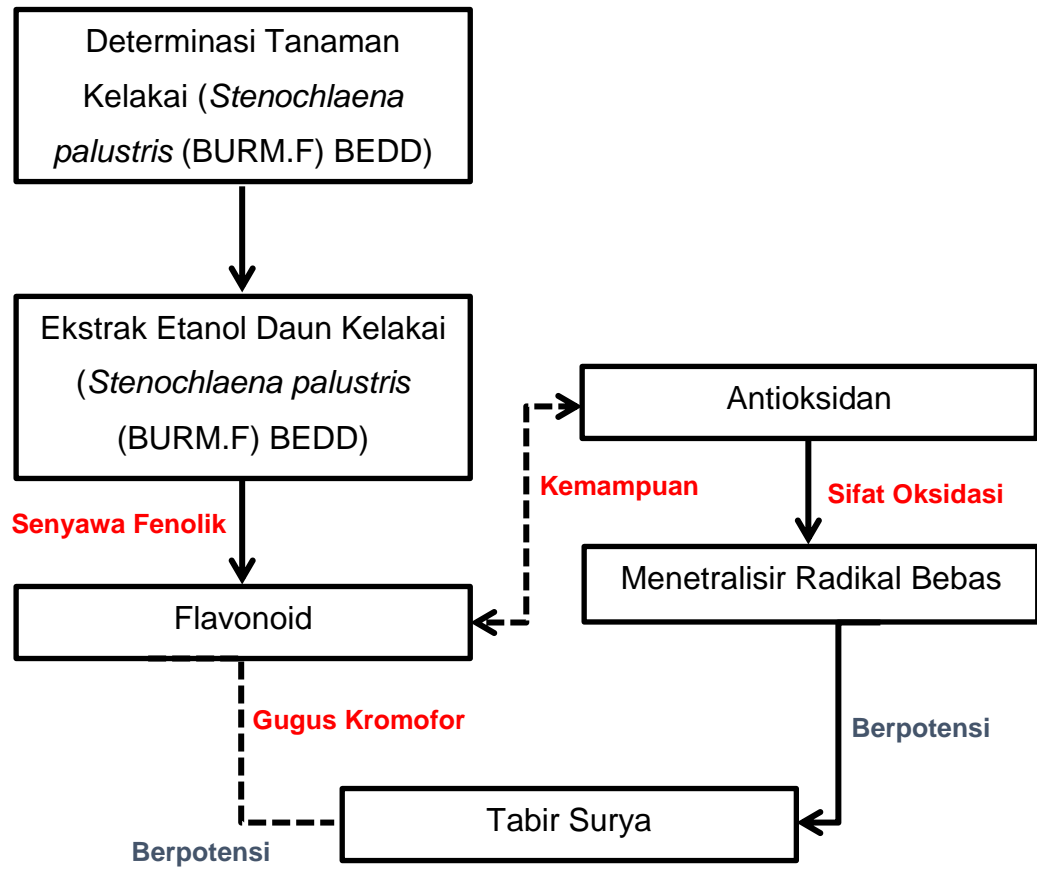 Determinasi Tanaman
Kelakai (Stenochlaena
palustris (BURM.F) BEDD)
Ekstrak Etanol Daun Kelakai
(Stenochlaena palustris
(BURM.F) BEDD)
Senyawa Fenolik
Flavonoid
Kemampuan
Antioksidan
Sifat Oksidasi
Menetralisir Radikal Bebas
Gugus Kromofor
Berpotensi
Berpotensi
Tabir Surya